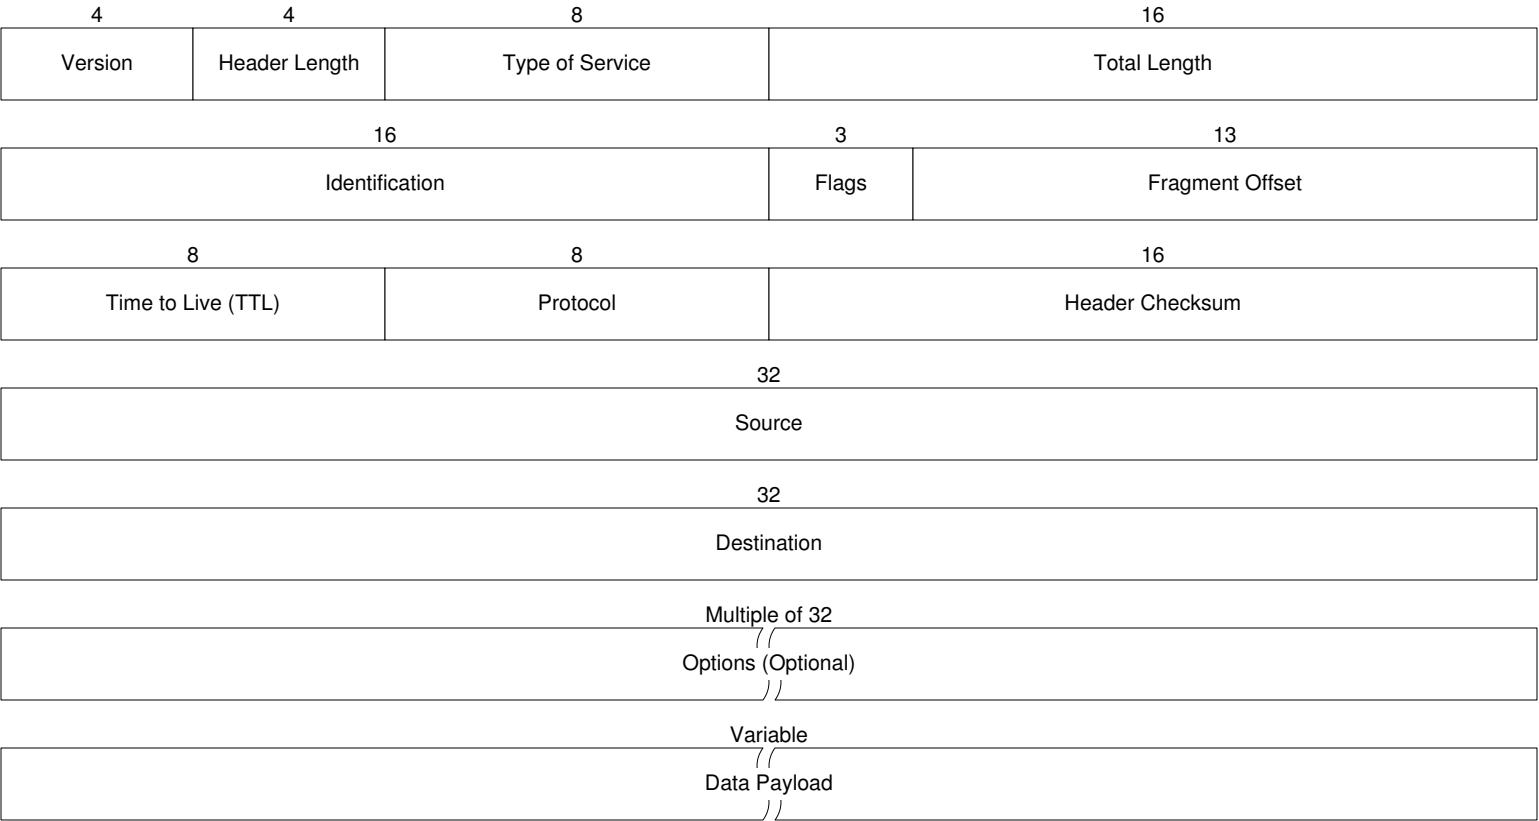 4 4 8 16
Version Header Length Type of Service Total Length
16 3 13
Identification Flags Fragment Offset
8 8 16
Time to Live (TTL) Protocol Header Checksum
32
Source
32
Destination
Multiple of 32
Options (Optional)
Variable
Data Payload